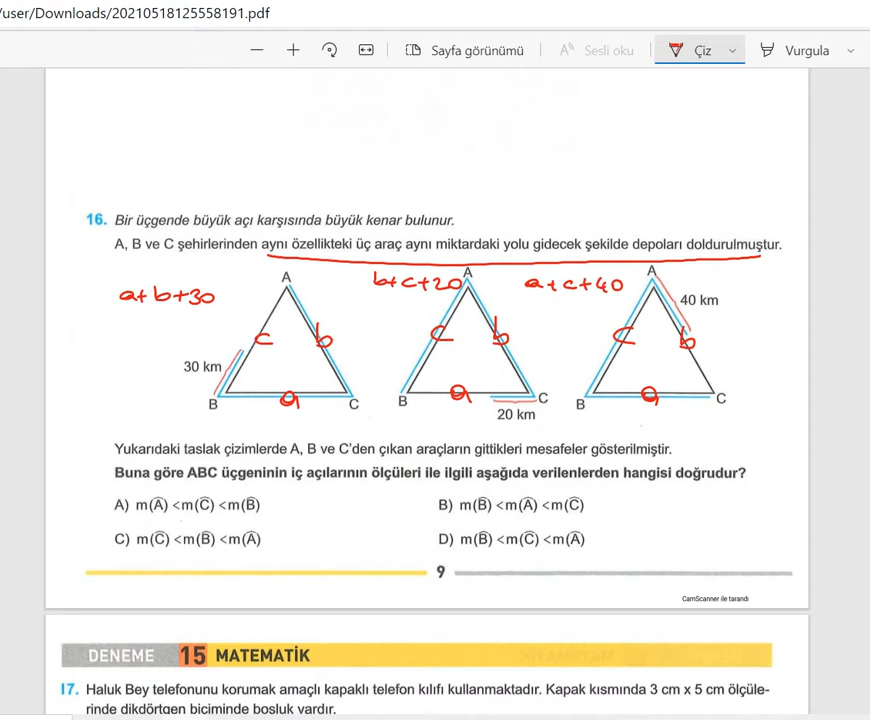 /user/Downloads/20210518125558191.pdf
Sayfa görünümü
Sesli oku
Çiz
Vurgula
16. Bir üçgende büyük açı karşısında büyük kenar bulunur.
A, B ve C şehirlerinden aynı özellikteki üç araç aynı miktardaki yolu gidecek şekilde depoları doldurulmuştur.
a+b+30
A
c
b
30 km
B
a
C
b+c+20
A
c
b
B
a
C
20 km
a+c+40
A
40 km
c
b
B
a
C
Yukarıdaki taslak çizimlerde A, B ve C'den çıkan araçların gittikleri mesafeler gösterilmiştir.
Buna göre ABC üçgeninin iç açılarının ölçüleri ile ilgili aşağıda verilenlerden hangisi doğrudur?
A) m(Â) <m(Ĉ) <m(B̂)
B) m(B̂) <m(Â) <m(Ĉ)
C) m(Ĉ) <m(B̂) <m(Â)
D) m(B̂) <m(Ĉ) <m(Â)
9
CamScanner ile tarandı
DENEME 15 MATEMATİK
17. Haluk Bey telefonunu korumak amaçlı kapaklı telefon kılıfı kullanmaktadır. Kapak kısmında 3 cm x 5 cm ölçüle-
rinde dikdörtgen biçiminde boşluk vardır.